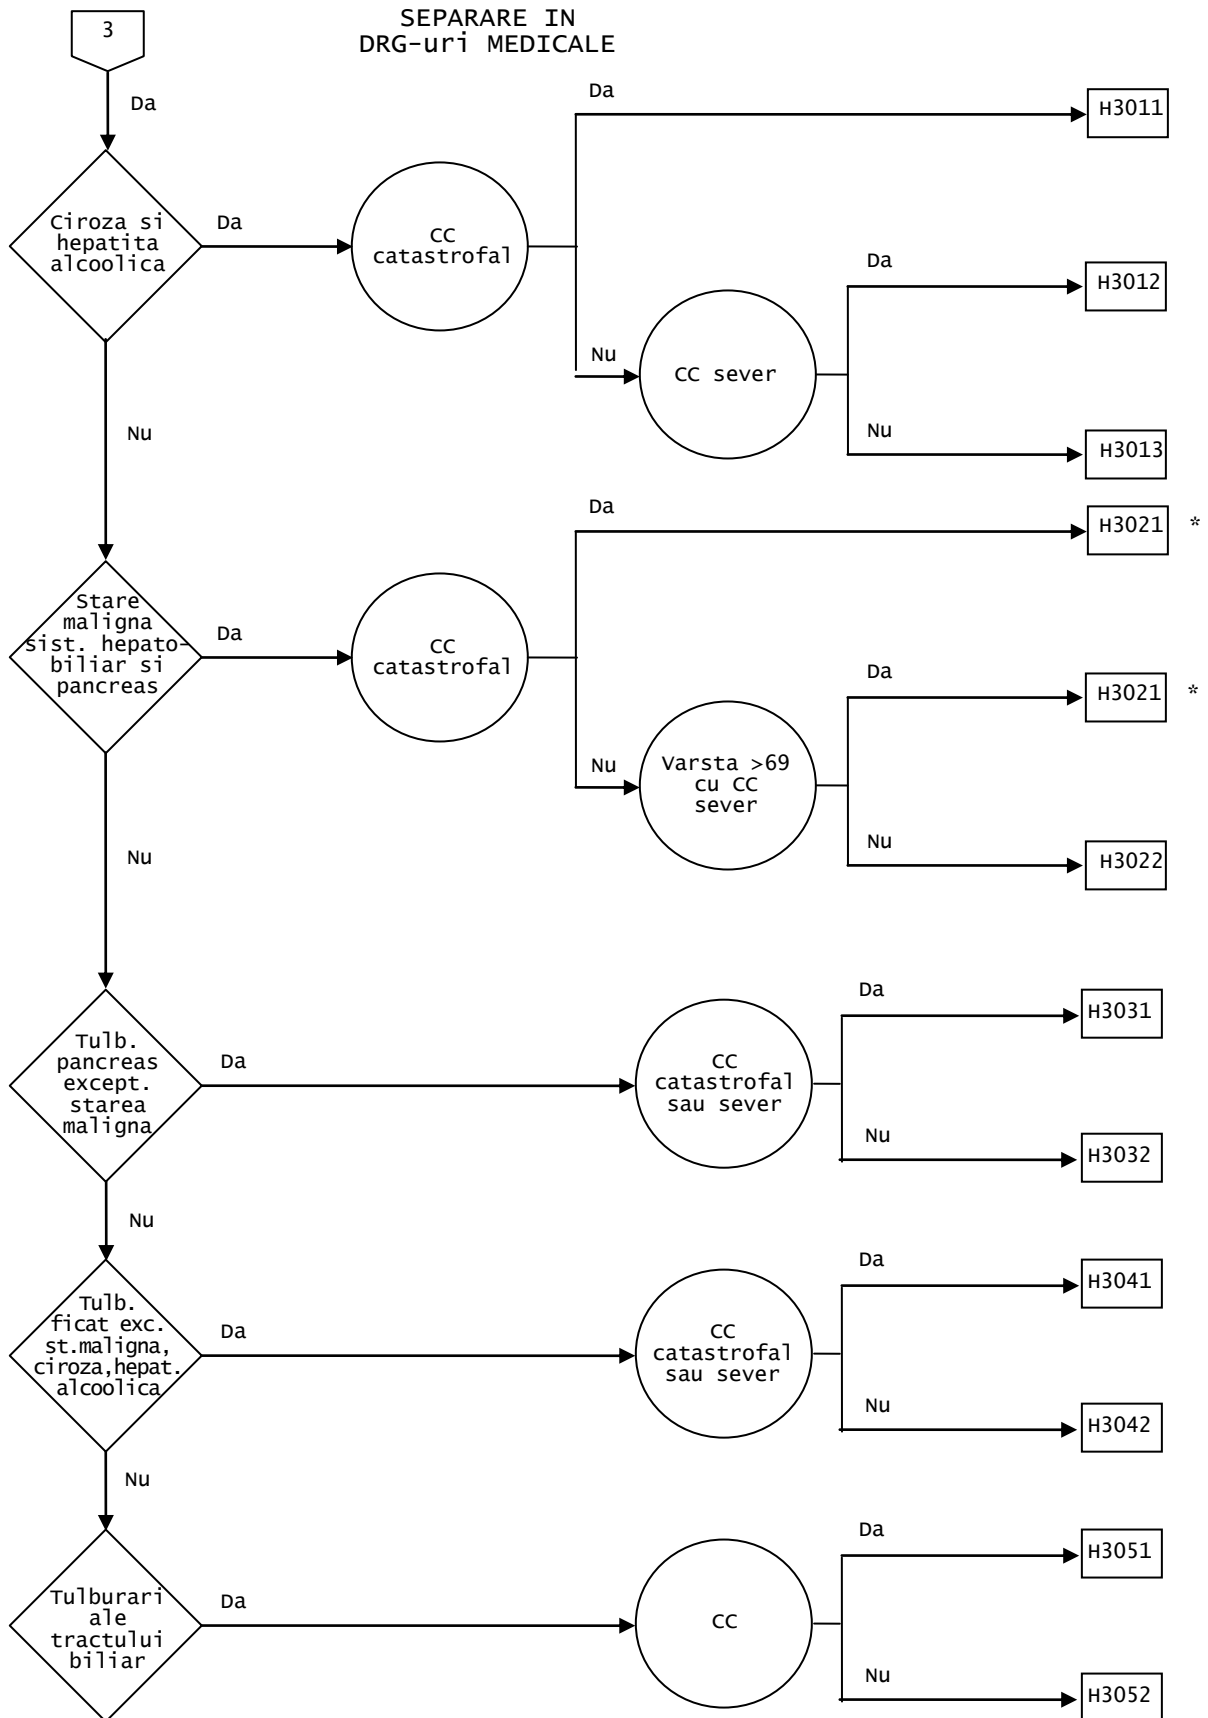 3
SEPARARE IN
DRG-uri MEDICALE
Da
Da
H3011
Ciroza si
hepatita
alcoolica
Da
CC
catastrofal
Da
H3012
Nu
CC sever
Nu
Nu
H3013
Da
H3021 *
Stare
maligna
sist. hepato-
biliar si
pancreas
Da
CC
catastrofal
Da
H3021 *
Nu
Varsta >69
cu CC
sever
Nu
Nu
H3022
Da
H3031
Tulb.
pancreas
except.
starea
maligna
Da
CC
catastrofal
sau sever
Nu
H3032
Nu
Da
H3041
Tulb.
ficat exc.
st.maligna,
ciroza,hepat.
alcoolica
Da
CC
catastrofal
sau sever
Nu
H3042
Nu
Da
H3051
Tulburari
ale
tractului
biliar
Da
CC
Nu
H3052